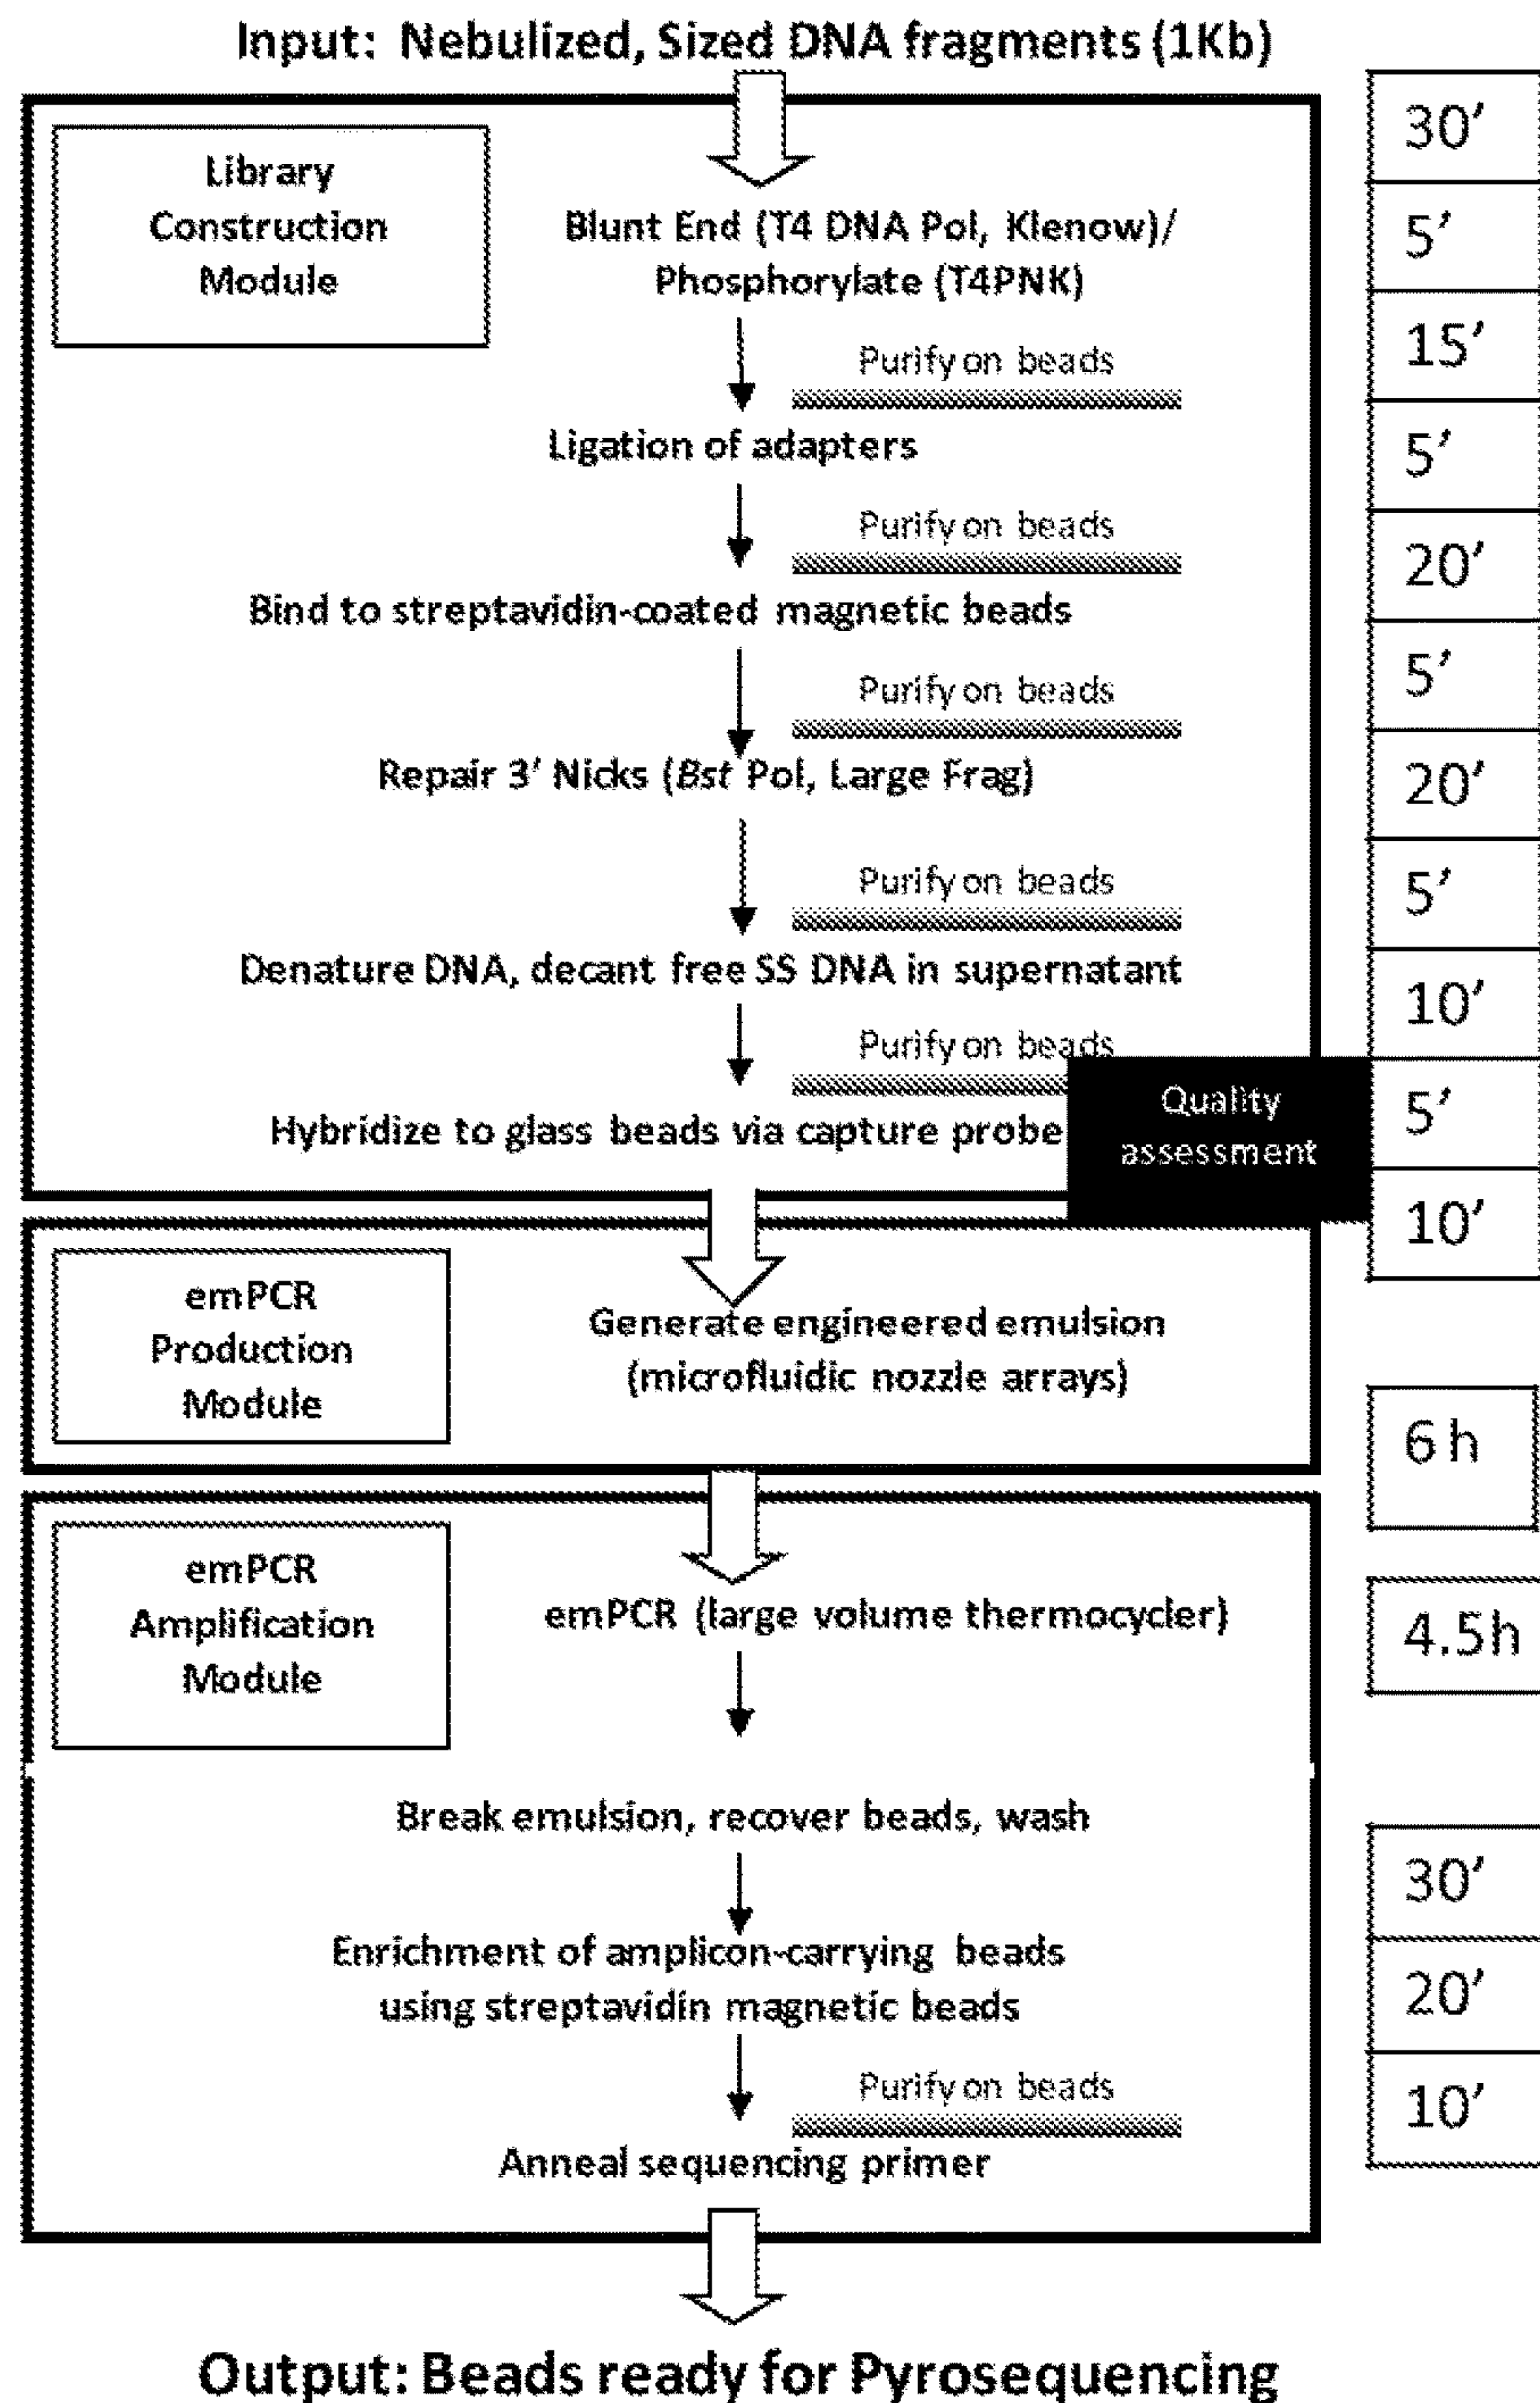 Input: Nebulized, Sized DNA fragments (1Kb)
Library
Construction
Module
Blunt End (T4 DNA Pol, Klenow)/
Phosphorylate (T4PNK)
Purify on beads
Ligation of adapters
Purify on beads
Bind to streptavidin-coated magnetic beads
Purify on beads
Repair 3' Nicks (Bst Pol, Large Frag)
Purify on beads
Denature DNA, decant free SS DNA in supernatant
Purify on beads
Hybridize to glass beads via capture probe
Quality
assessment
30'
5'
15'
5'
20'
5'
20'
5'
10'
5'
10'
emPCR
Production
Module
Generate engineered emulsion
(microfluidic nozzle arrays)
6 h
emPCR
Amplification
Module
emPCR (large volume thermocycler)
4.5h
Break emulsion, recover beads, wash
Enrichment of amplicon-carrying beads
using streptavidin magnetic beads
Purify on beads
Anneal sequencing primer
30'
20'
10'
Output: Beads ready for Pyrosequencing